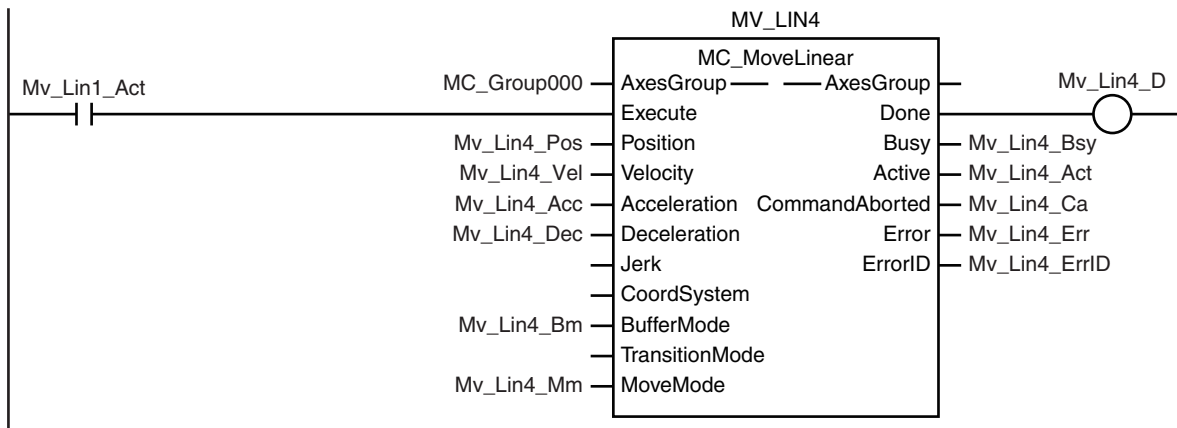 MV_LIN4
MC_MoveLinear
Mv_Lin1_Act
MC_Group000 AxesGroup AxesGroup Mv_Lin4_D
Execute Done
Mv_Lin4_Pos Position Busy Mv_Lin4_Bsy
Mv_Lin4_Vel Velocity Active Mv_Lin4_Act
Mv_Lin4_Acc Acceleration CommandAborted Mv_Lin4_Ca
Mv_Lin4_Dec Deceleration Error Mv_Lin4_Err
Jerk ErrorID Mv_Lin4_ErrID
CoordSystem
Mv_Lin4_Bm BufferMode
TransitionMode
Mv_Lin4_Mm MoveMode